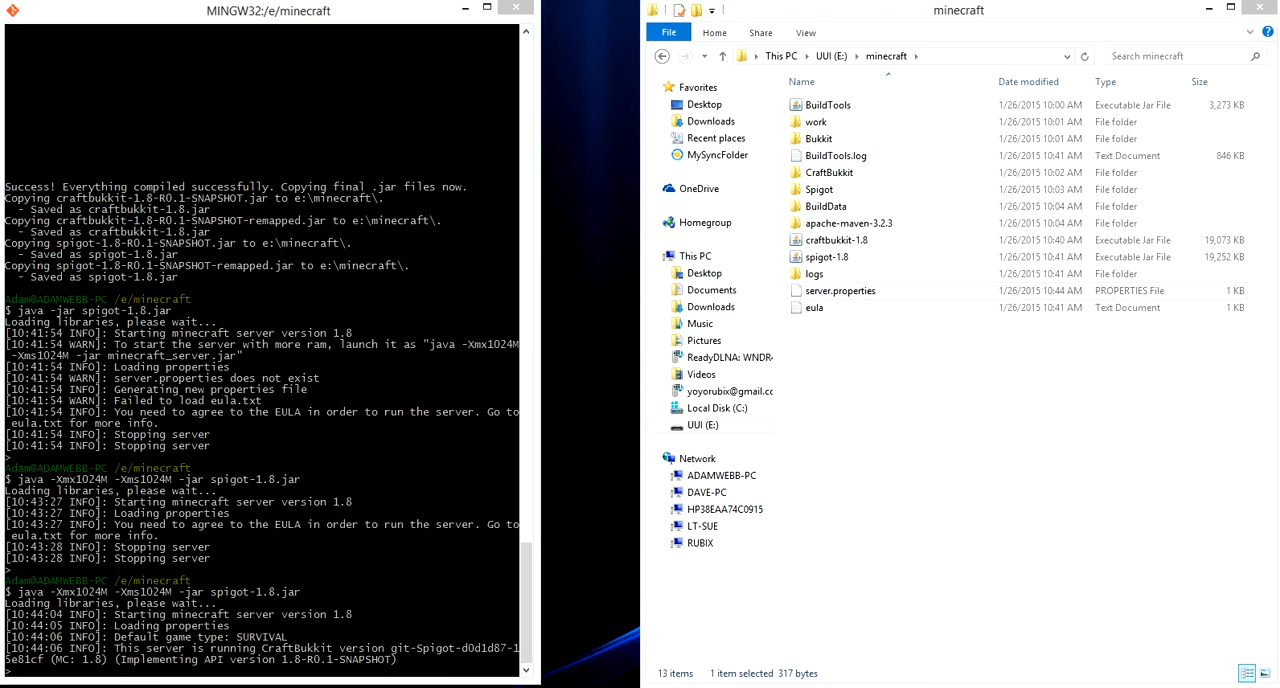 MINGW32:/e/minecraft
Success! Everything compiled successfully. Copying final .jar files now.
Copying craftbukkit-1.8-R0.1-SNAPSHOT.jar to e:\minecraft\.
- Saved as craftbukkit-1.8.jar
Copying craftbukkit-1.8-R0.1-SNAPSHOT-remapped.jar to e:\minecraft\.
- Saved as craftbukkit-1.8.jar
Copying spigot-1.8-R0.1-SNAPSHOT.jar to e:\minecraft\.
- Saved as spigot-1.8.jar
Copying spigot-1.8-R0.1-SNAPSHOT-remapped.jar to e:\minecraft\.
- Saved as spigot-1.8.jar
Adam@ADAMWEBB-PC /e/minecraft
$ java -jar spigot-1.8.jar
Loading libraries, please wait...
[10:41:54 INFO]: Starting minecraft server version 1.8
[10:41:54 WARN]: To start the server with more ram, launch it as "java -Xmx1024M
-Xms1024M -jar minecraft_server.jar"
[10:41:54 INFO]: Loading properties
[10:41:54 WARN]: server.properties does not exist
[10:41:54 INFO]: Generating new properties file
[10:41:54 WARN]: Failed to load eula.txt
[10:41:54 INFO]: You need to agree to the EULA in order to run the server. Go to
eula.txt for more info.
[10:41:54 INFO]: Stopping server
[10:41:54 INFO]: Stopping server
>
Adam@ADAMWEBB-PC /e/minecraft
$ java -Xmx1024M -Xms1024M -jar spigot-1.8.jar
Loading libraries, please wait...
[10:43:27 INFO]: Starting minecraft server version 1.8
[10:43:27 INFO]: Loading properties
[10:43:27 INFO]: You need to agree to the EULA in order to run the server. Go to
eula.txt for more info.
[10:43:28 INFO]: Stopping server
[10:43:28 INFO]: Stopping server
>
Adam@ADAMWEBB-PC /e/minecraft
$ java -Xmx1024M -Xms1024M -jar spigot-1.8.jar
Loading libraries, please wait...
[10:44:04 INFO]: Starting minecraft server version 1.8
[10:44:05 INFO]: Loading properties
[10:44:06 INFO]: Default game type: SURVIVAL
[10:44:06 INFO]: This server is running CraftBukkit version git-Spigot-d0d1d87-1
5e81cf (MC: 1.8) (Implementing API version 1.8-R0.1-SNAPSHOT)
>
minecraft
File Home Share View
This PC UUI (E:) minecraft Search minecraft
Favorites
Desktop
Downloads
Recent places
MySyncFolder
OneDrive
Homegroup
This PC
Desktop
Documents
Downloads
Music
Pictures
ReadyDLNA: WNDR4
Videos
yoyorubix@gmail.cc
Local Disk (C:)
UUI (E:)
Network
ADAMWEBB-PC
DAVE-PC
HP38EAA74C0915
LT-SUE
RUBIX
Name Date modified Type Size
BuildTools 1/26/2015 10:00 AM Executable Jar File 3,273 KB
work 1/26/2015 10:01 AM File folder
Bukkit 1/26/2015 10:01 AM File folder
BuildTools.log 1/26/2015 10:41 AM Text Document 846 KB
CraftBukkit 1/26/2015 10:02 AM File folder
Spigot 1/26/2015 10:03 AM File folder
BuildData 1/26/2015 10:04 AM File folder
apache-maven-3.2.3 1/26/2015 10:04 AM File folder
craftbukkit-1.8 1/26/2015 10:40 AM Executable Jar File 19,073 KB
spigot-1.8 1/26/2015 10:41 AM Executable Jar File 19,252 KB
logs 1/26/2015 10:41 AM File folder
server.properties 1/26/2015 10:44 AM PROPERTIES File 1 KB
eula 1/26/2015 10:41 AM Text Document 1 KB
13 items 1 item selected 317 bytes